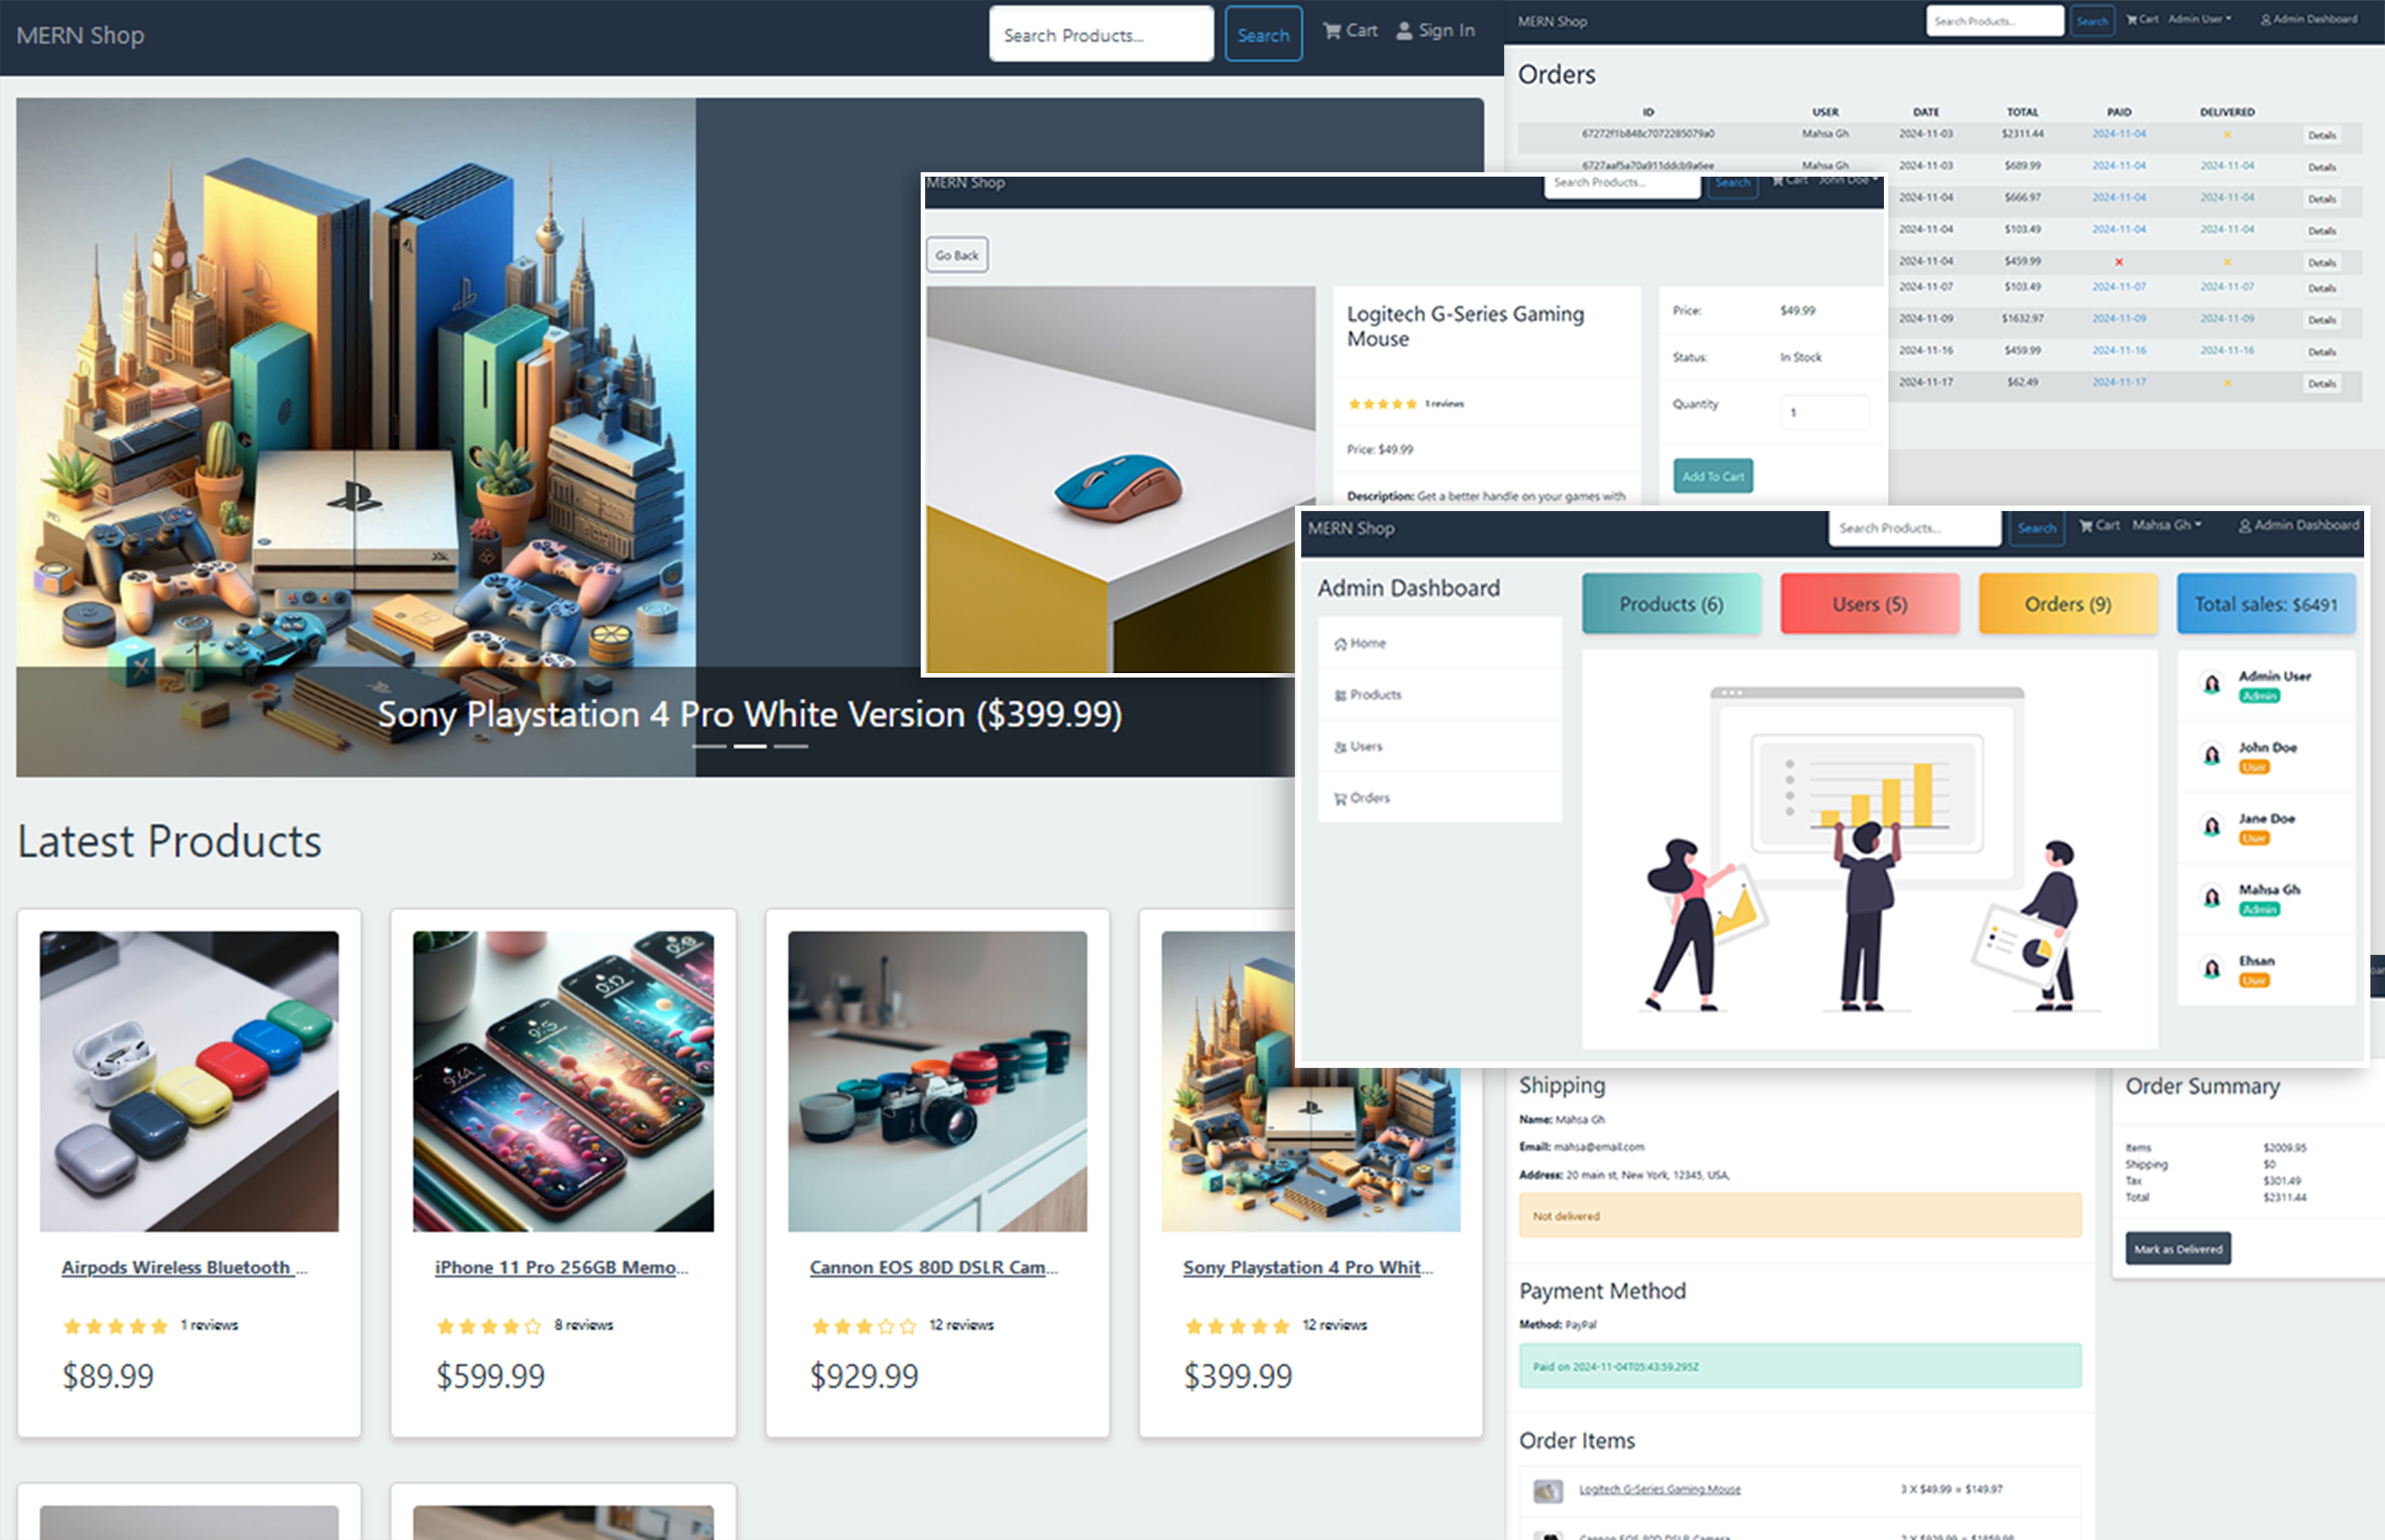 MERN Shop
Search Products...
Search
Cart
Sign In
Sony Playstation 4 Pro White Version ($399.99)
Latest Products
Airpods Wireless Bluetooth ...
1 reviews
$89.99
iPhone 11 Pro 256GB Memo...
8 reviews
$599.99
Cannon EOS 80D DSLR Cam...
12 reviews
$929.99
Sony Playstation 4 Pro Whit...
12 reviews
$399.99
MERN Shop
Search Products...
Search
Cart
Admin User
Admin Dashboard
Orders
ID USER DATE TOTAL PAID DELIVERED
67272f1b848c7072285079a0 Mahsa Gh 2024-11-03 $2311.44 2024-11-04 Details
6727aaf5a70a911ddcb9a6ee Mahsa Gh 2024-11-03 $689.99 2024-11-04 2024-11-04 Details
2024-11-04 $666.97 2024-11-04 2024-11-04 Details
2024-11-04 $103.49 2024-11-04 2024-11-04 Details
2024-11-04 $459.99 Details
2024-11-07 $103.49 2024-11-07 2024-11-07 Details
2024-11-09 $1632.97 2024-11-09 2024-11-09 Details
2024-11-16 $459.99 2024-11-16 2024-11-16 Details
2024-11-17 $62.49 2024-11-17 Details
MERN Shop
Search Products...
Search
Cart
John Doe
Go Back
Logitech G-Series Gaming
Mouse
1 reviews
Price: $49.99
Description: Get a better handle on your games with
Price: $49.99
Status: In Stock
Quantity 1
Add To Cart
MERN Shop
Search Products...
Search
Cart
Mahsa Gh
Admin Dashboard
Admin Dashboard
Home
Products
Users
Orders
Products (6)
Users (5)
Orders (9)
Total sales: $6491
Admin User
Admin
John Doe
User
Jane Doe
User
Mahsa Gh
Admin
Ehsan
User
Shipping
Name: Mahsa Gh
Email: mahsa@email.com
Address: 20 main st, New York, 12345, USA,
Not delivered
Payment Method
Method: PayPal
Paid on 2024-11-04T05:43:59.295Z
Order Items
Logitech G-Series Gaming Mouse 3 X $49.99 = $149.97
Cannon EOS 80D DSLR Camera 2 X $929.99 = $1859.98
Order Summary
Items $2009.95
Shipping $0
Tax $301.49
Total $2311.44
Mark as Delivered